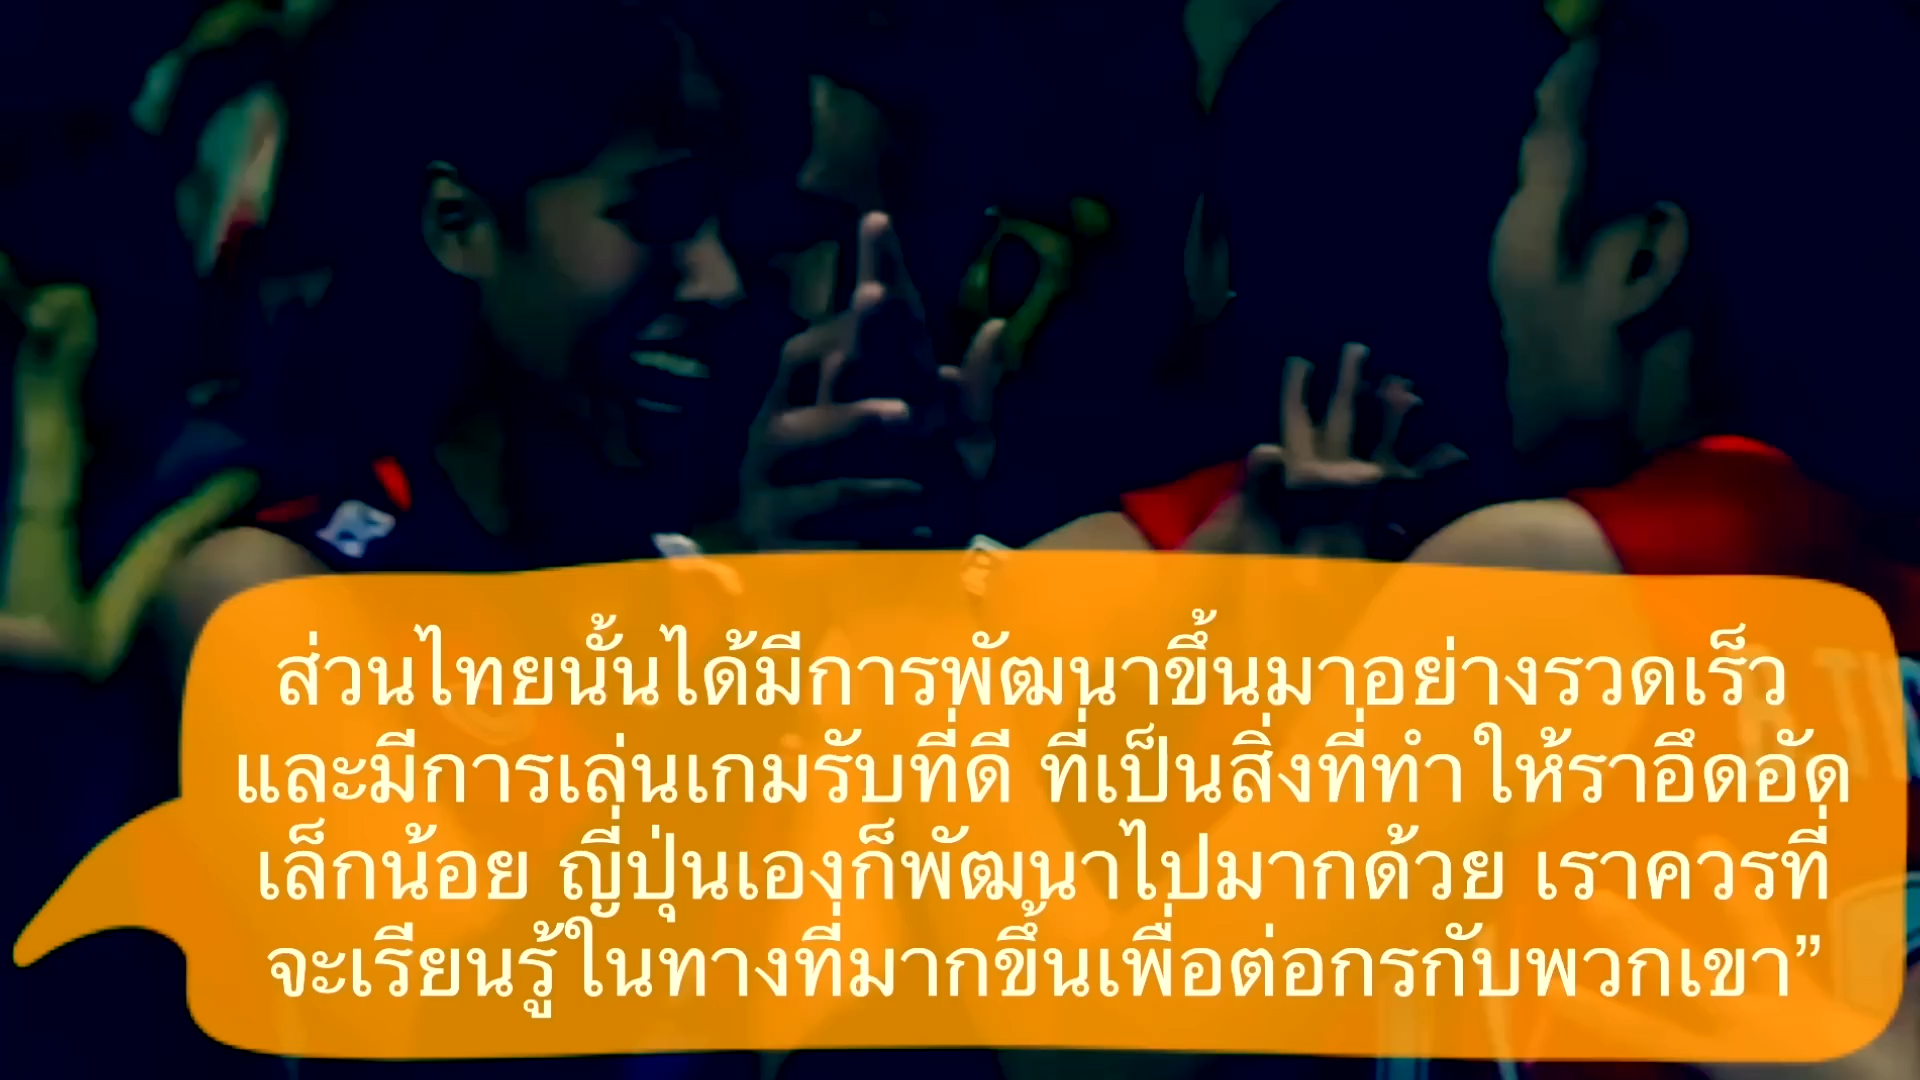 ส่วนไทยนั้นได้มีการพัฒนาขึ้นมาอย่างรวดเร็ว
และมีการเล่นเกมรับที่ดี ที่เป็นสิ่งที่ทำให้ราอึดอัด
เล็กน้อย ญี่ปุ่นเองก็พัฒนาไปมากด้วย เราควรที่
จะเรียนรู้ในทางที่มากขึ้นเพื่อต่อกรกับพวกเขา”